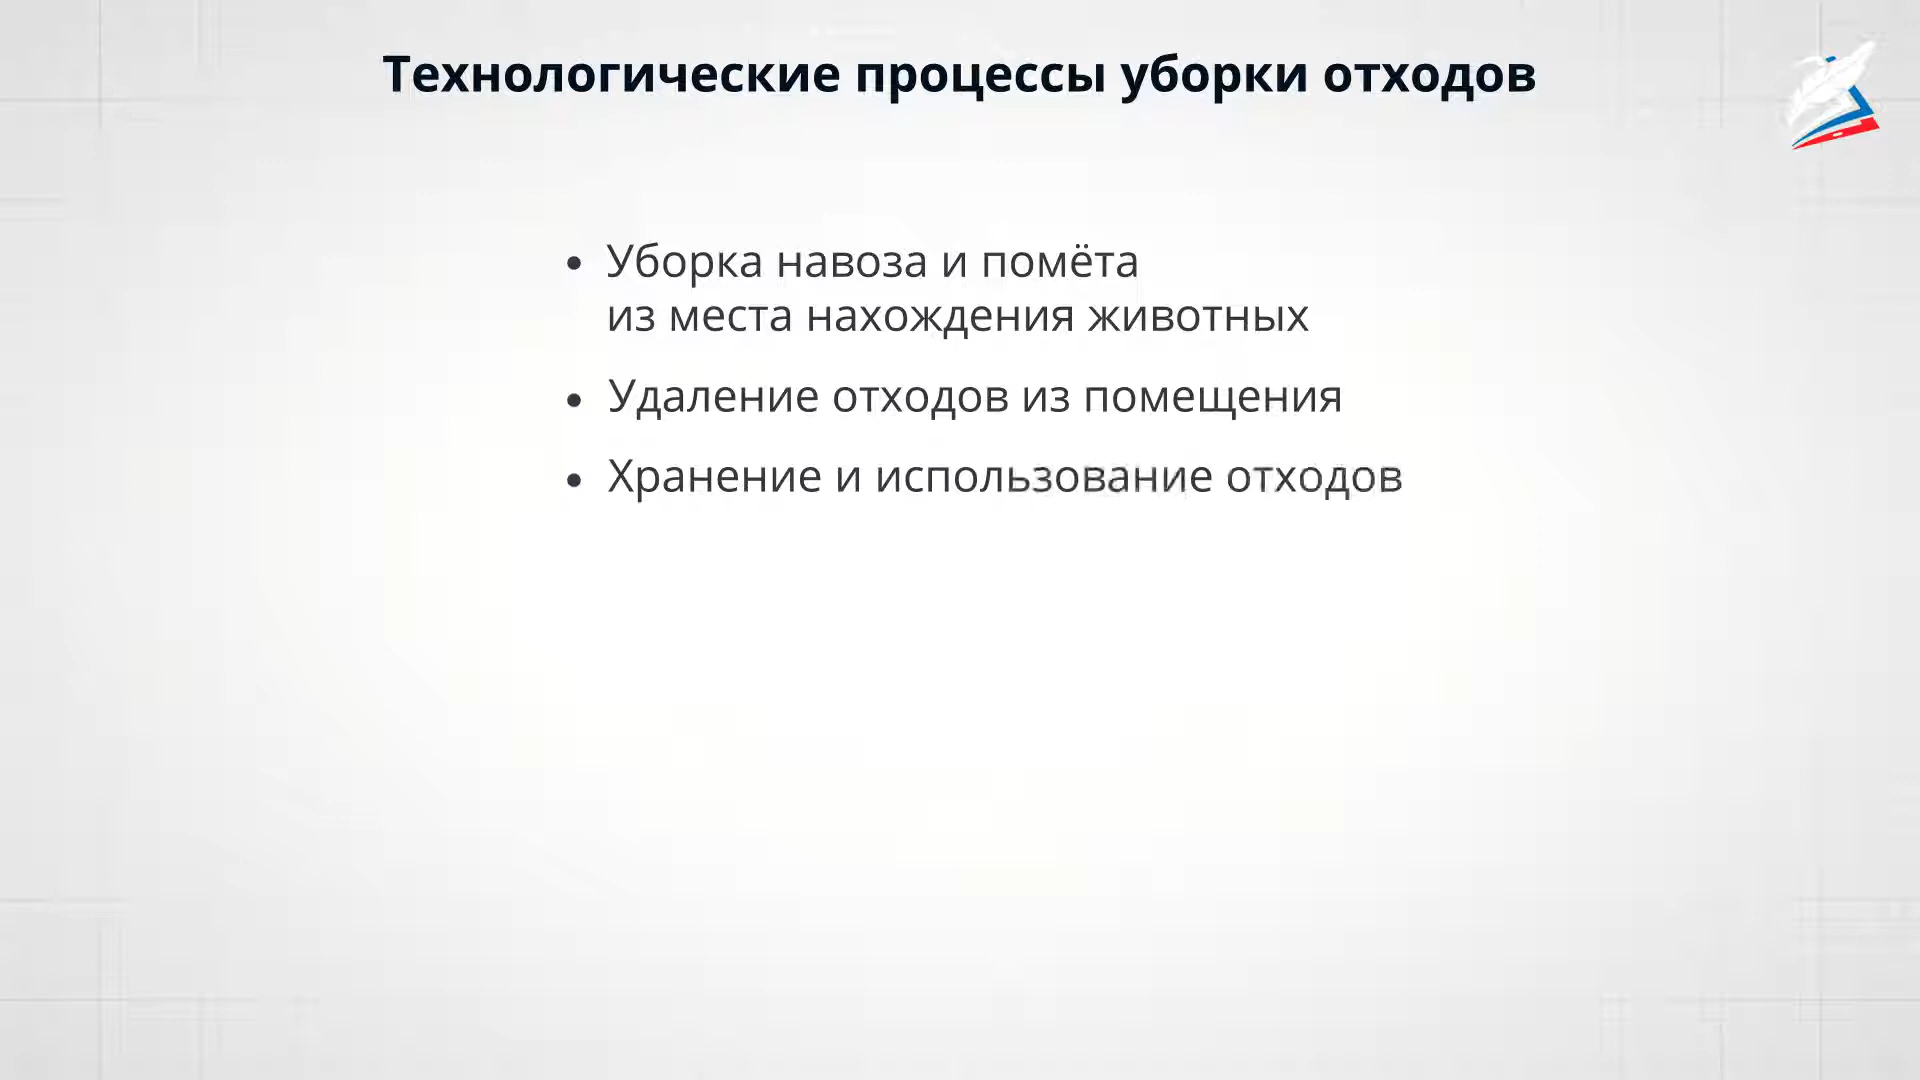 Технологические процессы уборки отходов
• Уборка навоза и помёта
из места нахождения животных
• Удаление отходов из помещения
• Хранение и использование отходов